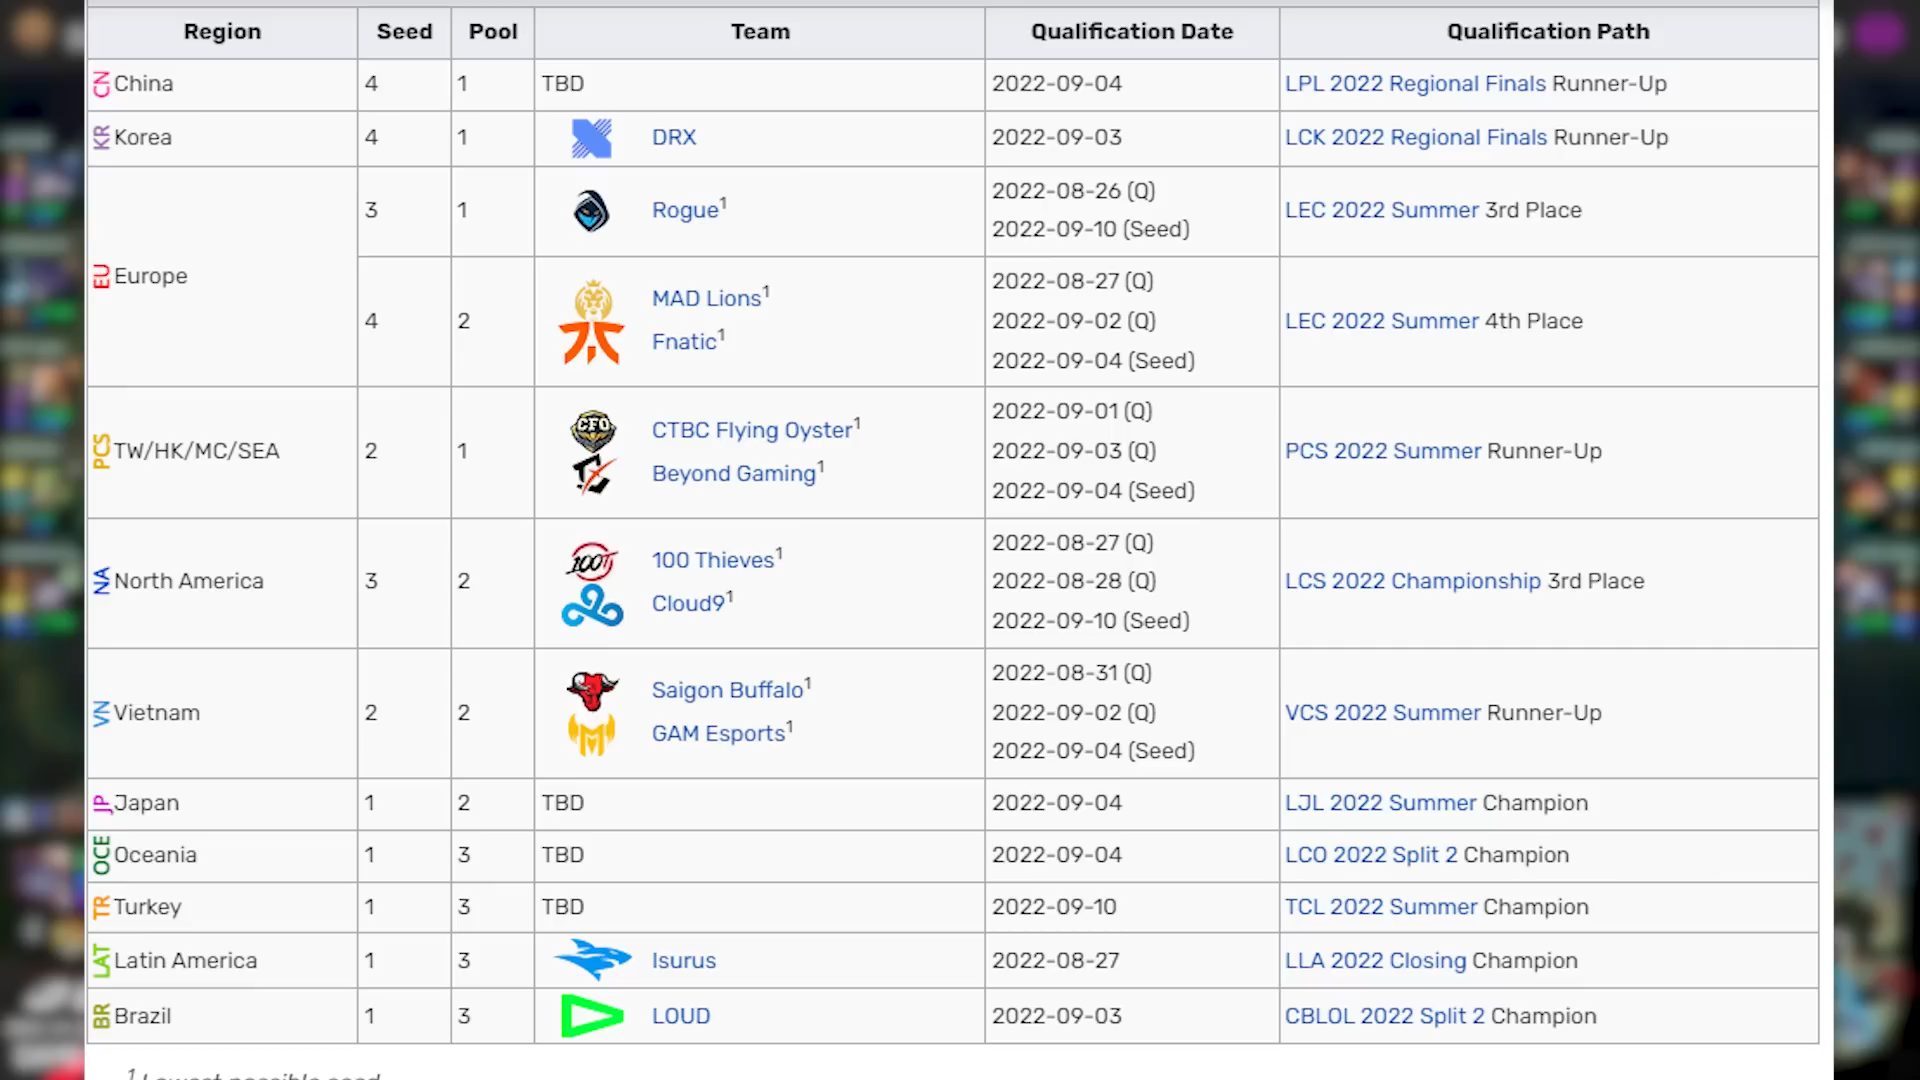 Region Seed Pool Team Qualification Date Qualification Path
CN China 4 1 TBD 2022-09-04 LPL 2022 Regional Finals Runner-Up
KR Korea 4 1 DRX 2022-09-03 LCK 2022 Regional Finals Runner-Up
EU Europe 3 1 Rogue¹ 2022-08-26 (Q) LEC 2022 Summer 3rd Place
2022-09-10 (Seed)
4 2 MAD Lions¹ 2022-08-27 (Q) LEC 2022 Summer 4th Place
Fnatic¹ 2022-09-02 (Q)
2022-09-04 (Seed)
PCS TW/HK/MC/SEA 2 1 CFO CTBC Flying Oyster¹ 2022-09-01 (Q) PCS 2022 Summer Runner-Up
Beyond Gaming¹ 2022-09-03 (Q)
2022-09-04 (Seed)
NA North America 3 2 100T 100 Thieves¹ 2022-08-27 (Q) LCS 2022 Championship 3rd Place
Cloud9¹ 2022-08-28 (Q)
2022-09-10 (Seed)
VN Vietnam 2 2 Saigon Buffalo¹ 2022-08-31 (Q) VCS 2022 Summer Runner-Up
GAM Esports¹ 2022-09-02 (Q)
2022-09-04 (Seed)
JP Japan 1 2 TBD 2022-09-04 LJL 2022 Summer Champion
OCE Oceania 1 3 TBD 2022-09-04 LCO 2022 Split 2 Champion
TR Turkey 1 3 TBD 2022-09-10 TCL 2022 Summer Champion
LAT Latin America 1 3 Isurus 2022-08-27 LLA 2022 Closing Champion
BR Brazil 1 3 LOUD 2022-09-03 CBLOL 2022 Split 2 Champion
¹ Lowest possible seed